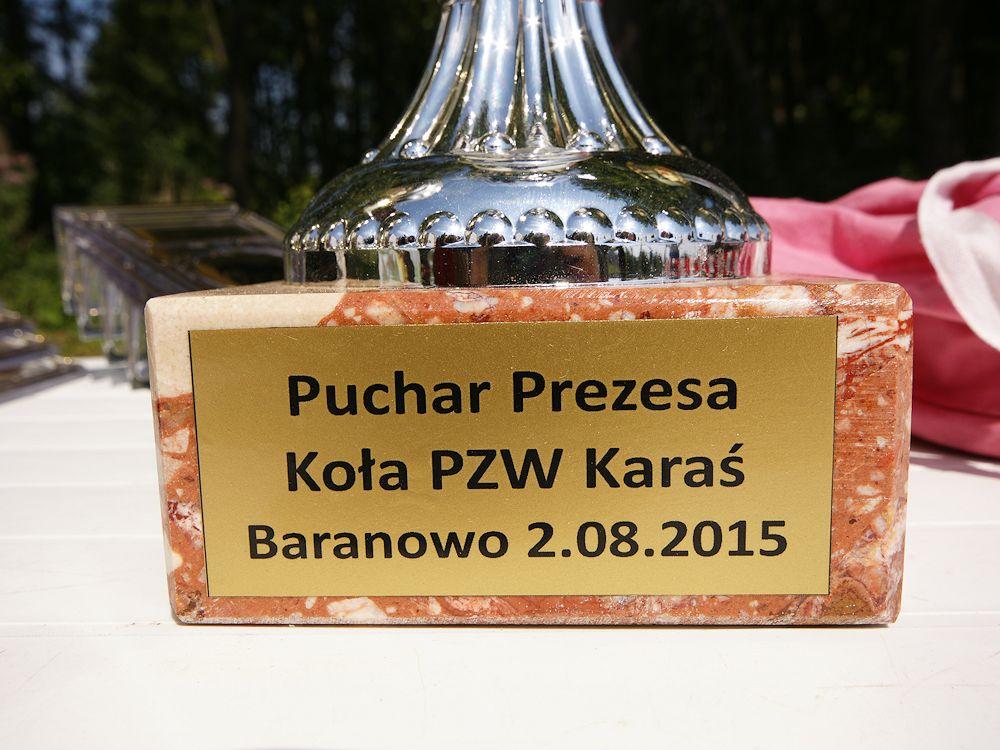 Puchar Prezesa
Koła PZW Karaś
Baranowo 2.08.2015